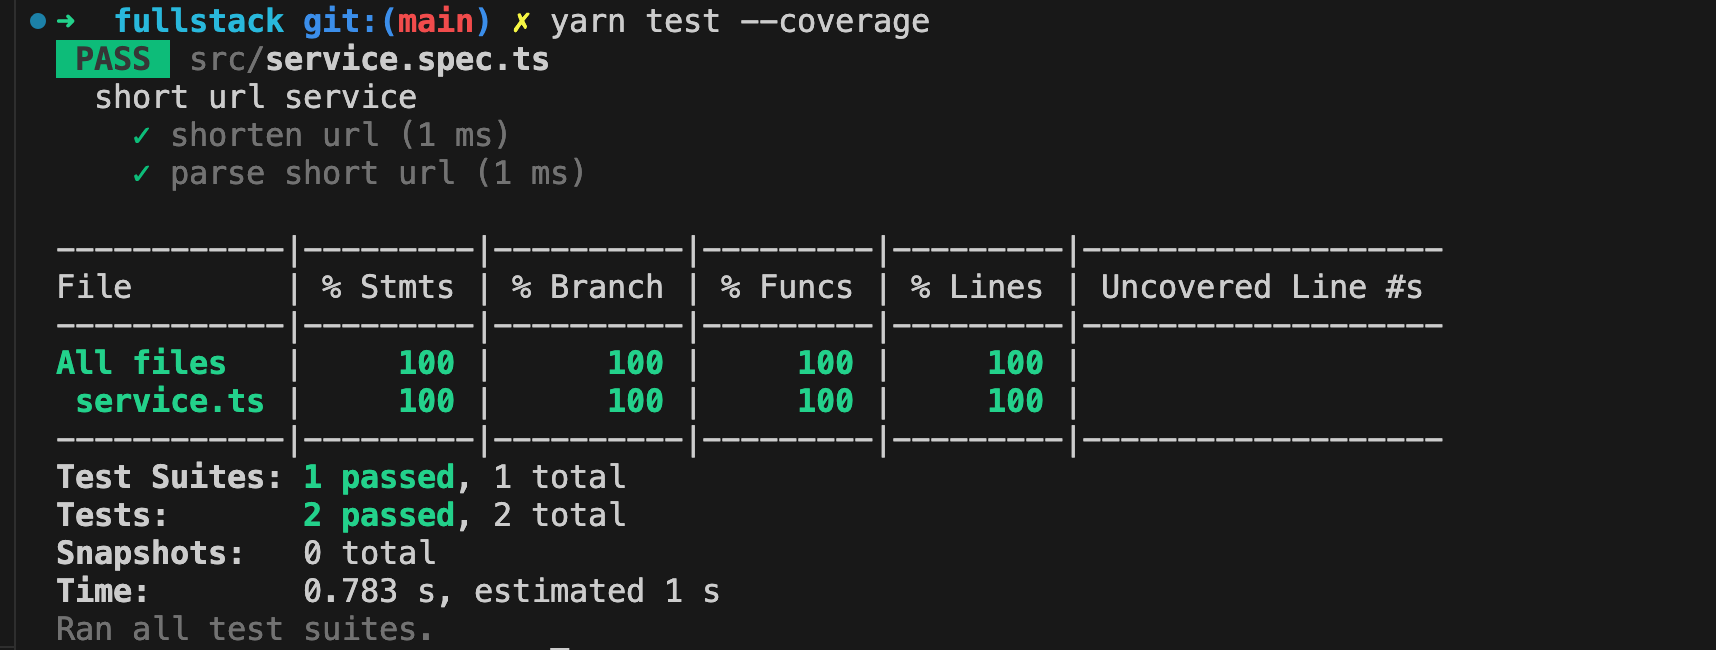 ➜  fullstack git:(main) ✗ yarn test --coverage
 PASS  src/service.spec.ts
  short url service
    ✓ shorten url (1 ms)
    ✓ parse short url (1 ms)
------------|---------|----------|---------|---------|-------------------
File        | % Stmts | % Branch | % Funcs | % Lines | Uncovered Line #s
------------|---------|----------|---------|---------|-------------------
All files   |     100 |      100 |     100 |     100 |
 service.ts |     100 |      100 |     100 |     100 |
------------|---------|----------|---------|---------|-------------------
Test Suites: 1 passed, 1 total
Tests:       2 passed, 2 total
Snapshots:   0 total
Time:        0.783 s, estimated 1 s
Ran all test suites.